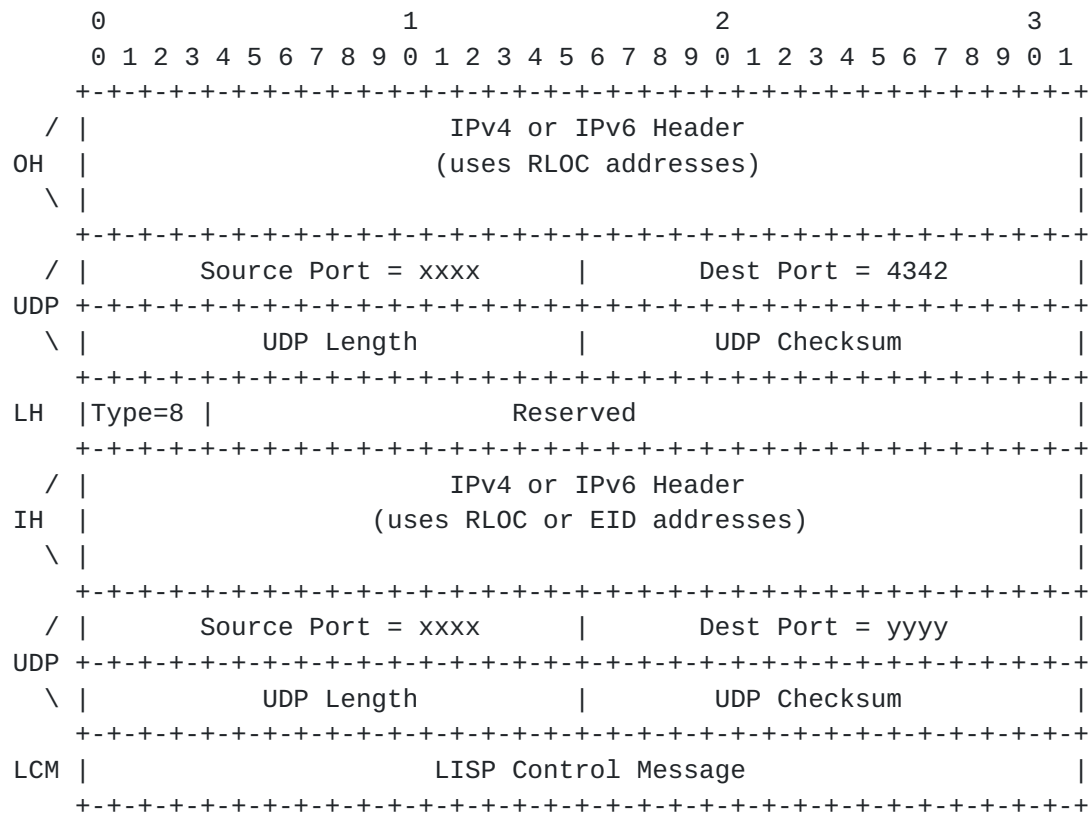 0                   1                   2                   3
        0 1 2 3 4 5 6 7 8 9 0 1 2 3 4 5 6 7 8 9 0 1 2 3 4 5 6 7 8 9 0 1
       +-+-+-+-+-+-+-+-+-+-+-+-+-+-+-+-+-+-+-+-+-+-+-+-+-+-+-+-+-+-+-+-+
     / |                       IPv4 or IPv6 Header                     |
   OH  |                      (uses RLOC addresses)                    |
     \ |                                                               |
       +-+-+-+-+-+-+-+-+-+-+-+-+-+-+-+-+-+-+-+-+-+-+-+-+-+-+-+-+-+-+-+-+
     / |       Source Port = xxxx      |       Dest Port = 4342        |
   UDP +-+-+-+-+-+-+-+-+-+-+-+-+-+-+-+-+-+-+-+-+-+-+-+-+-+-+-+-+-+-+-+-+
     \ |           UDP Length          |        UDP Checksum           |
       +-+-+-+-+-+-+-+-+-+-+-+-+-+-+-+-+-+-+-+-+-+-+-+-+-+-+-+-+-+-+-+-+
   LH  |Type=8 |                   Reserved                            |
       +-+-+-+-+-+-+-+-+-+-+-+-+-+-+-+-+-+-+-+-+-+-+-+-+-+-+-+-+-+-+-+-+
     / |                       IPv4 or IPv6 Header                     |
   IH  |                  (uses RLOC or EID addresses)                 |
     \ |                                                               |
       +-+-+-+-+-+-+-+-+-+-+-+-+-+-+-+-+-+-+-+-+-+-+-+-+-+-+-+-+-+-+-+-+
     / |       Source Port = xxxx      |       Dest Port = yyyy        |
   UDP +-+-+-+-+-+-+-+-+-+-+-+-+-+-+-+-+-+-+-+-+-+-+-+-+-+-+-+-+-+-+-+-+
     \ |           UDP Length          |        UDP Checksum           |
       +-+-+-+-+-+-+-+-+-+-+-+-+-+-+-+-+-+-+-+-+-+-+-+-+-+-+-+-+-+-+-+-+
   LCM |                      LISP Control Message                     |
       +-+-+-+-+-+-+-+-+-+-+-+-+-+-+-+-+-+-+-+-+-+-+-+-+-+-+-+-+-+-+-+-+